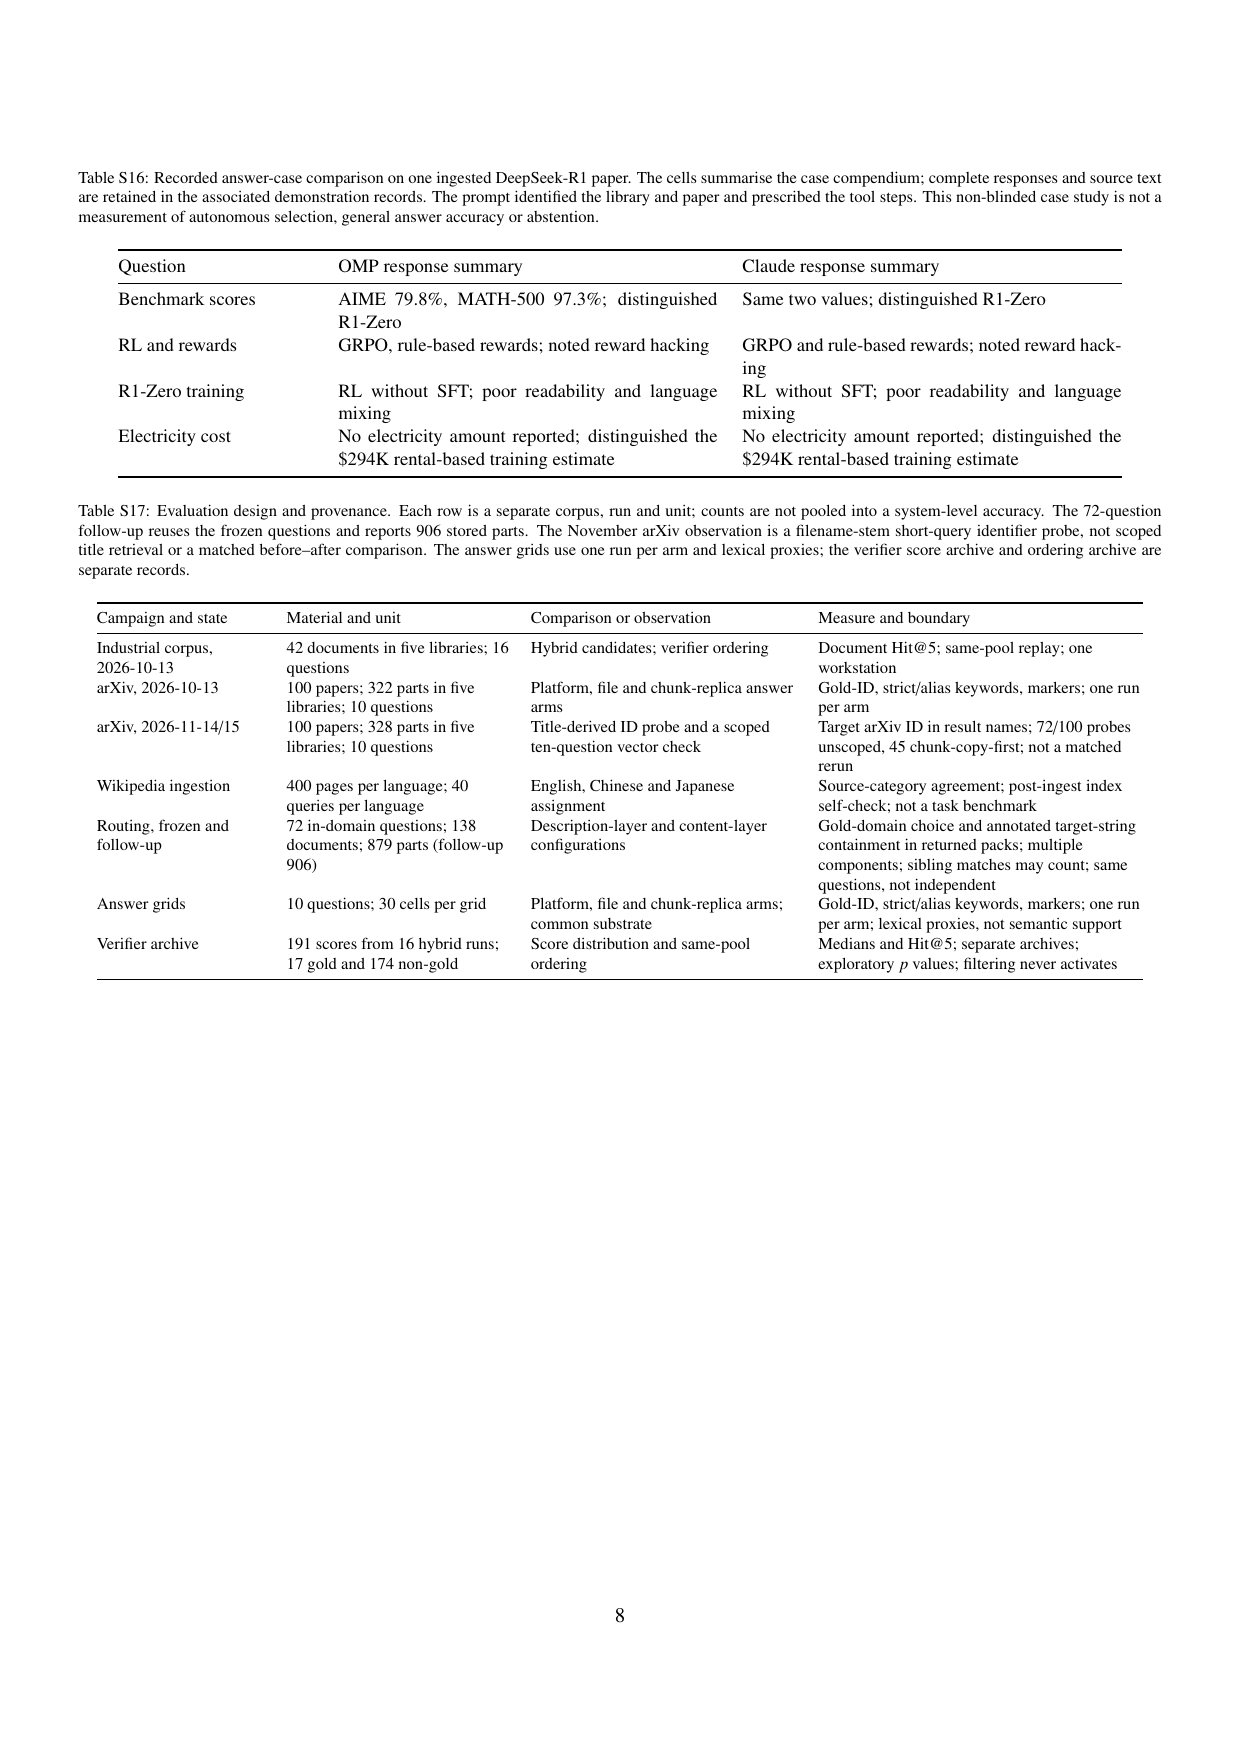 Table S16: Recorded answer-case comparison on one ingested DeepSeek-R1 paper. The cells summarise the case compendium; complete responses and source text
are retained in the associated demonstration records. The prompt identified the library and paper and prescribed the tool steps. This non-blinded case study is not a
measurement of autonomous selection, general answer accuracy or abstention.
Question OMP response summary Claude response summary
Benchmark scores AIME 79.8%, MATH-500 97.3%; distinguished Same two values; distinguished R1-Zero
R1-Zero
RL and rewards GRPO, rule-based rewards; noted reward hacking GRPO and rule-based rewards; noted reward hack-
ing
R1-Zero training RL without SFT; poor readability and language RL without SFT; poor readability and language
mixing mixing
Electricity cost No electricity amount reported; distinguished the No electricity amount reported; distinguished the
$294K rental-based training estimate $294K rental-based training estimate
Table S17: Evaluation design and provenance. Each row is a separate corpus, run and unit; counts are not pooled into a system-level accuracy. The 72-question
follow-up reuses the frozen questions and reports 906 stored parts. The November arXiv observation is a filename-stem short-query identifier probe, not scoped
title retrieval or a matched before–after comparison. The answer grids use one run per arm and lexical proxies; the verifier score archive and ordering archive are
separate records.
Campaign and state Material and unit Comparison or observation Measure and boundary
Industrial corpus, 42 documents in five libraries; 16 Hybrid candidates; verifier ordering Document Hit@5; same-pool replay; one
2026-10-13 questions workstation
arXiv, 2026-10-13 100 papers; 322 parts in five Platform, file and chunk-replica answer Gold-ID, strict/alias keywords, markers; one run
libraries; 10 questions arms per arm
arXiv, 2026-11-14/15 100 papers; 328 parts in five Title-derived ID probe and a scoped Target arXiv ID in result names; 72/100 probes
libraries; 10 questions ten-question vector check unscoped, 45 chunk-copy-first; not a matched
rerun
Wikipedia ingestion 400 pages per language; 40 English, Chinese and Japanese Source-category agreement; post-ingest index
queries per language assignment self-check; not a task benchmark
Routing, frozen and 72 in-domain questions; 138 Description-layer and content-layer Gold-domain choice and annotated target-string
follow-up documents; 879 parts (follow-up configurations containment in returned packs; multiple
906) components; sibling matches may count; same
questions, not independent
Answer grids 10 questions; 30 cells per grid Platform, file and chunk-replica arms; Gold-ID, strict/alias keywords, markers; one run
common substrate per arm; lexical proxies, not semantic support
Verifier archive 191 scores from 16 hybrid runs; Score distribution and same-pool Medians and Hit@5; separate archives;
17 gold and 174 non-gold ordering exploratory p values; filtering never activates
8